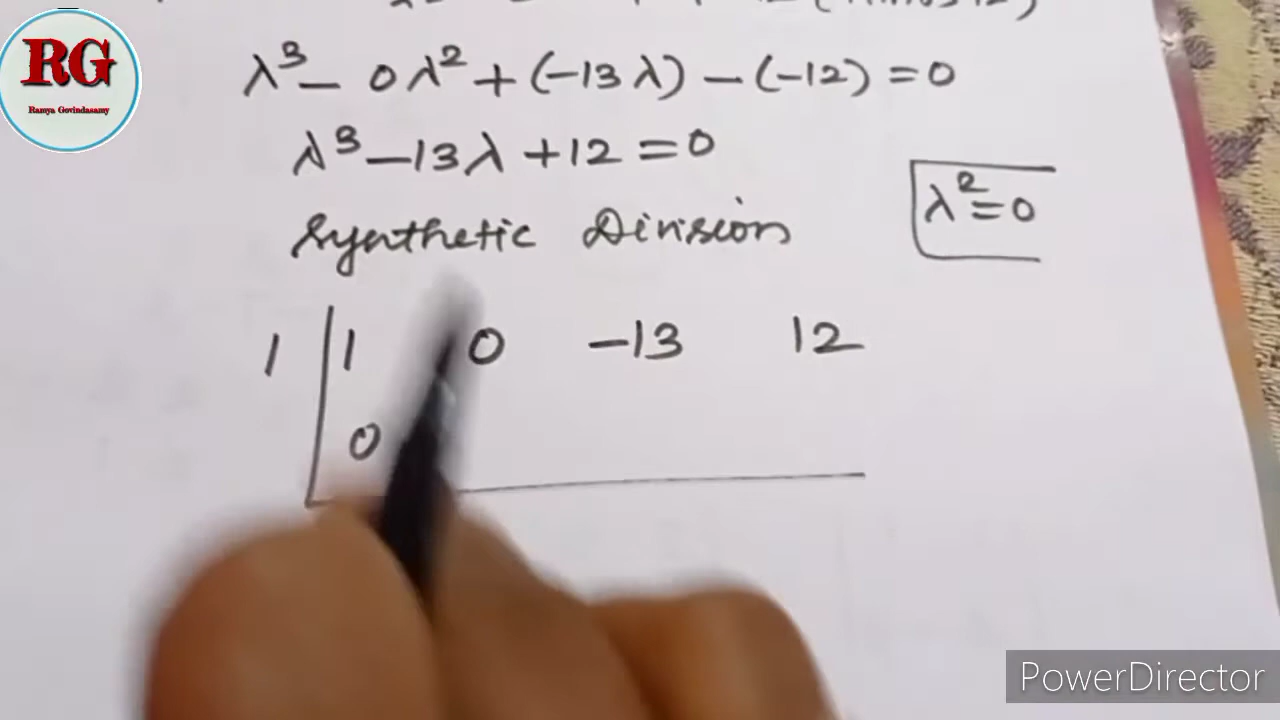 RG
Ramya Govindasamy
λ³ - 0λ² + (-13λ) - (-12) = 0
λ³ - 13λ + 12 = 0
λ² = 0
Synthetic Division
1 | 1 0 -13 12
0
PowerDirector